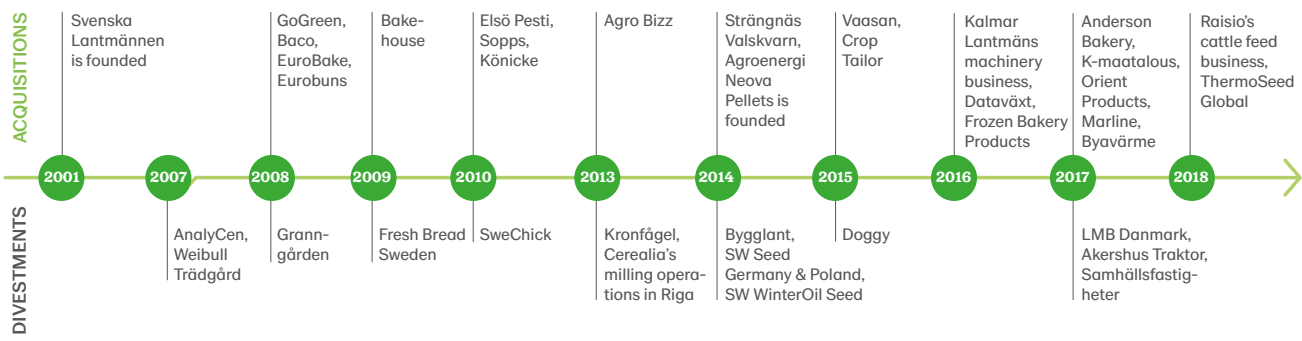 ACQUISITIONS
Svenska
Lantmännen
is founded
GoGreen,
Baco,
EuroBake,
Eurobuns
Bake-
house
Elsö Pesti,
Sopps,
Könicke
Agro Bizz
Strängnäs
Valskvarn,
Agroenergi
Neova
Pellets is
founded
Vaasan,
Crop
Tailor
Kalmar
Lantmäns
machinery
business,
Dataväxt,
Frozen Bakery
Products
Anderson
Bakery,
K-maatalous,
Orient
Products,
Marline,
Byavärme
Raisio's
cattle feed
business,
ThermoSeed
Global
2001
2007
2008
2009
2010
2013
2014
2015
2016
2017
2018
DIVESTMENTS
AnalyCen,
Weibull
Trädgård
Grann-
gården
Fresh Bread
Sweden
SweChick
Kronfågel,
Cerealia's
milling opera-
tions in Riga
Bygglant,
SW Seed
Germany & Poland,
SW WinterOil Seed
Doggy
LMB Danmark,
Akershus Traktor,
Samhällsfastig-
heter